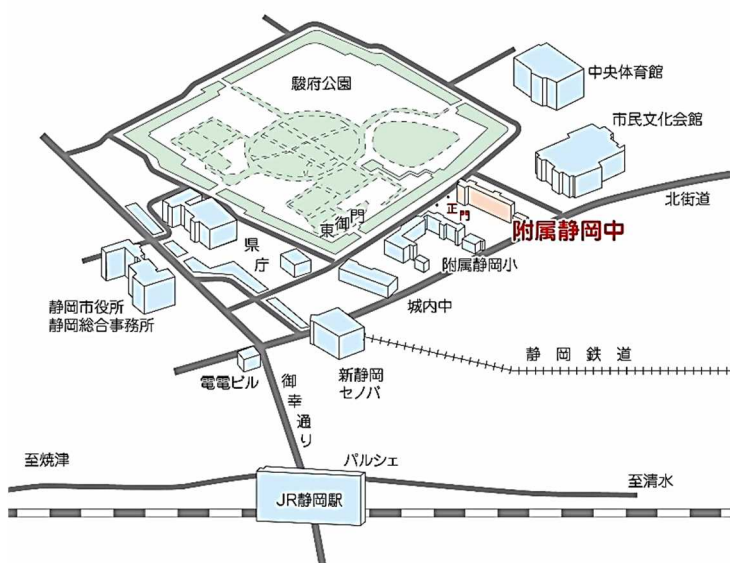 駿府公園
中央体育館
市民文化会館
北街道
正門
附属静岡中
東御門
県庁
附属静岡小
城内中
静岡市役所
静岡総合事務所
新静岡
セノバ
電電ビル
御幸通り
静岡鉄道
至焼津
パルシェ
至清水
JR静岡駅